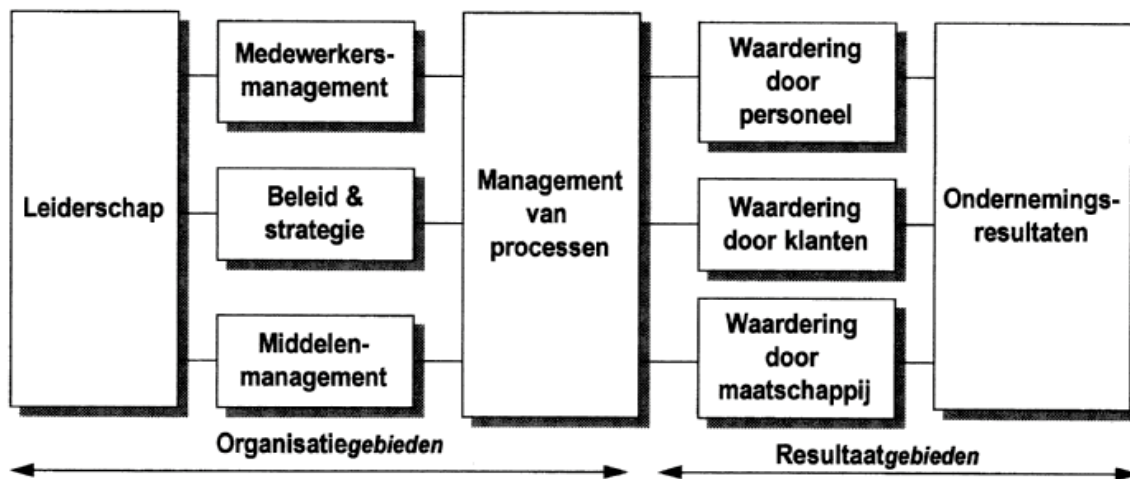 Leiderschap
Medewerkers-
management
Beleid &
strategie
Middelen-
management
Management
van
processen
Waardering
door
personeel
Waardering
door klanten
Waardering
door
maatschappij
Ondernemings-
resultaten
Organisatiegebieden
Resultaatgebieden